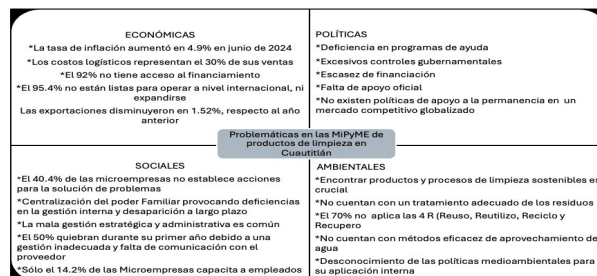 ECONÓMICAS
*La tasa de inflación aumentó en 4.9% en junio de 2024
*Los costos logísticos representan el 30% de sus ventas
*El 92% no tiene acceso al financiamiento
*El 95.4% no están listas para operar a nivel internacional, ni
expandirse
Las exportaciones disminuyeron en 1.52%, respecto al año
anterior
POLÍTICAS
*Deficiencia en programas de ayuda
*Excesivos controles gubernamentales
*Escasez de financiación
*Falta de apoyo oficial
*No existen políticas de apoyo a la permanencia en un
mercado competitivo globalizado
Problemáticas en las MiPyME de
productos de limpieza en
Cuautitlán
SOCIALES
*El 40.4% de las microempresas no establece acciones
para la solución de problemas
*Centralización del poder Familiar provocando deficiencias
en la gestión interna y desaparición a largo plazo
*La mala gestión estratégica y administrativa es común
*El 50% quiebran durante su primer año debido a una
gestión inadecuada y falta de comunicación con el
proveedor
*Sólo el 14.2% de las Microempresas capacita a empleados
AMBIENTALES
*Encontrar productos y procesos de limpieza sostenibles es
crucial
*No cuentan con un tratamiento adecuado de los residuos
*El 70% no aplica las 4 R (Reuso, Reutilizo, Reciclo y
Recupero
*No cuentan con métodos eficaz de aprovechamiento de
agua
*Desconocimiento de las políticas medioambientales para
su aplicación interna